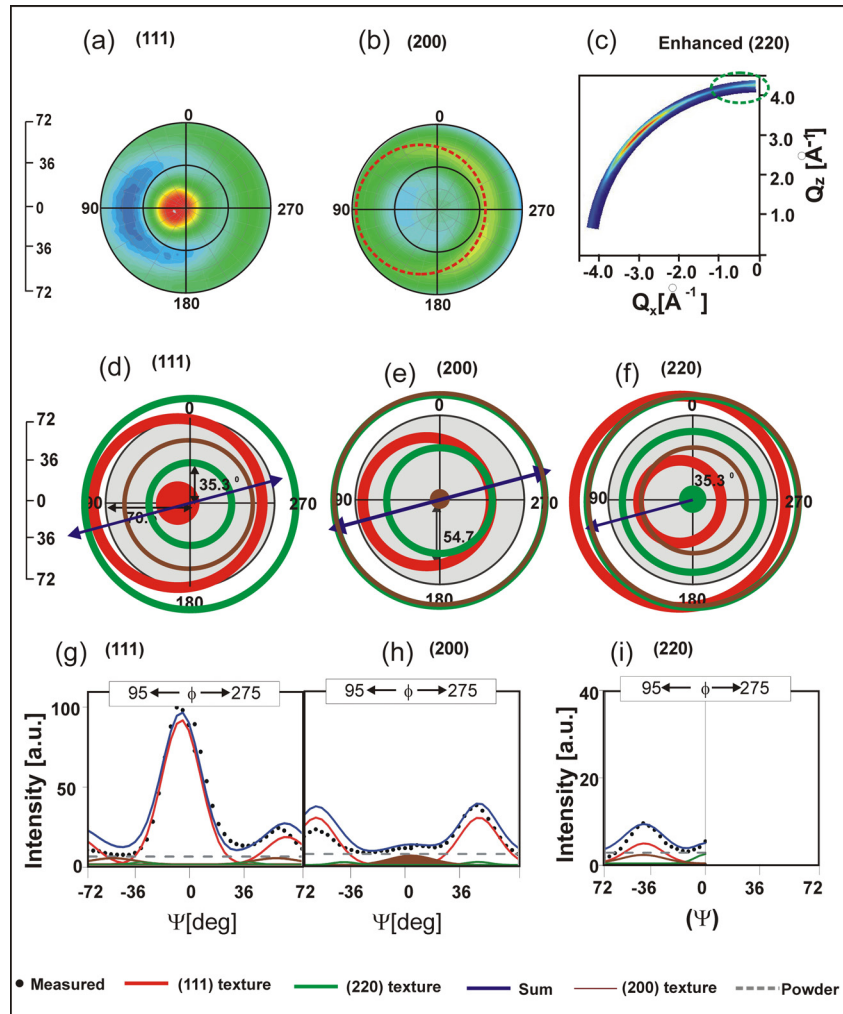 (a) (111)
(b) (200)
(c) Enhanced (220)
72
36
0
36
72
0
90
270
180
0
90
270
180
4.0
3.0
2.0
1.0
Qz [Å-1]
-4.0 -3.0 -2.0 -1.0 0
Qx[Å-1]
(d) (111)
(e) (200)
(f) (220)
72
36
0
36
72
0
35.3 0
90
70.
270
180
0
90
54.7
270
180
0
35.3 0
90
270
180
(g) (111)
(h) (200)
(i) (220)
95 ϕ 275
95 ϕ 275
95 ϕ 275
Intensity [a.u.]
100
50
0
-72 -36 0 36
Ψ[deg]
-36 0 36
Ψ[deg]
Intensity [a.u.]
40
20
0
72 -36 0 36 72
(Ψ)
Measured (111) texture (220) texture Sum (200) texture Powder